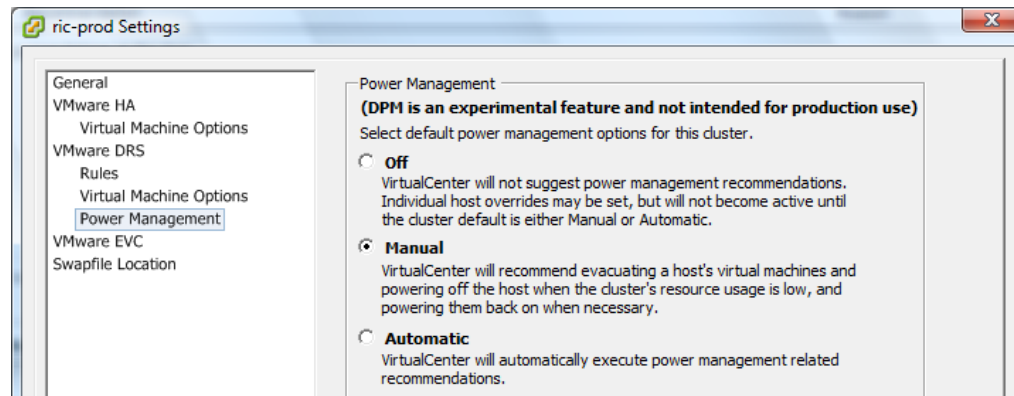 ric-prod Settings
General
VMware HA
Virtual Machine Options
VMware DRS
Rules
Virtual Machine Options
Power Management
VMware EVC
Swapfile Location
Power Management
(DPM is an experimental feature and not intended for production use)
Select default power management options for this cluster.
Off
VirtualCenter will not suggest power management recommendations.
Individual host overrides may be set, but will not become active until
the cluster default is either Manual or Automatic.
Manual
VirtualCenter will recommend evacuating a host's virtual machines and
powering off the host when the cluster's resource usage is low, and
powering them back on when necessary.
Automatic
VirtualCenter will automatically execute power management related
recommendations.